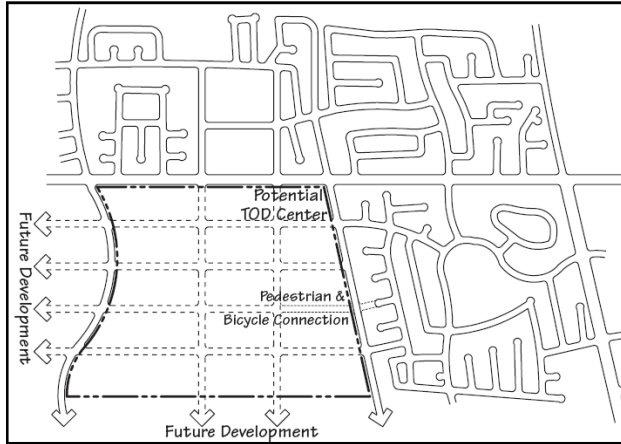 Potential
TOD Center
Future Development
Pedestrian &
Bicycle Connection
Future Development